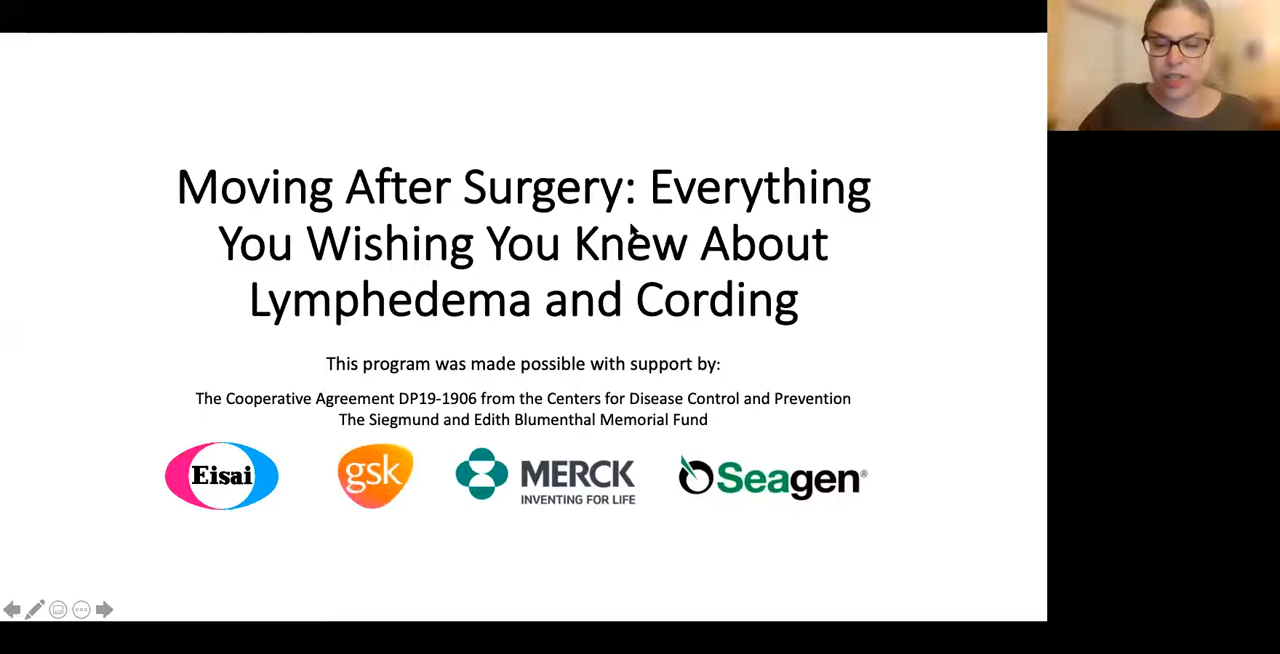 Moving After Surgery: Everything
You Wishing You Knew About
Lymphedema and Cording
This program was made possible with support by:
The Cooperative Agreement DP19-1906 from the Centers for Disease Control and Prevention
The Siegmund and Edith Blumenthal Memorial Fund
Eisai
gsk
MERCK
INVENTING FOR LIFE
Seagen®